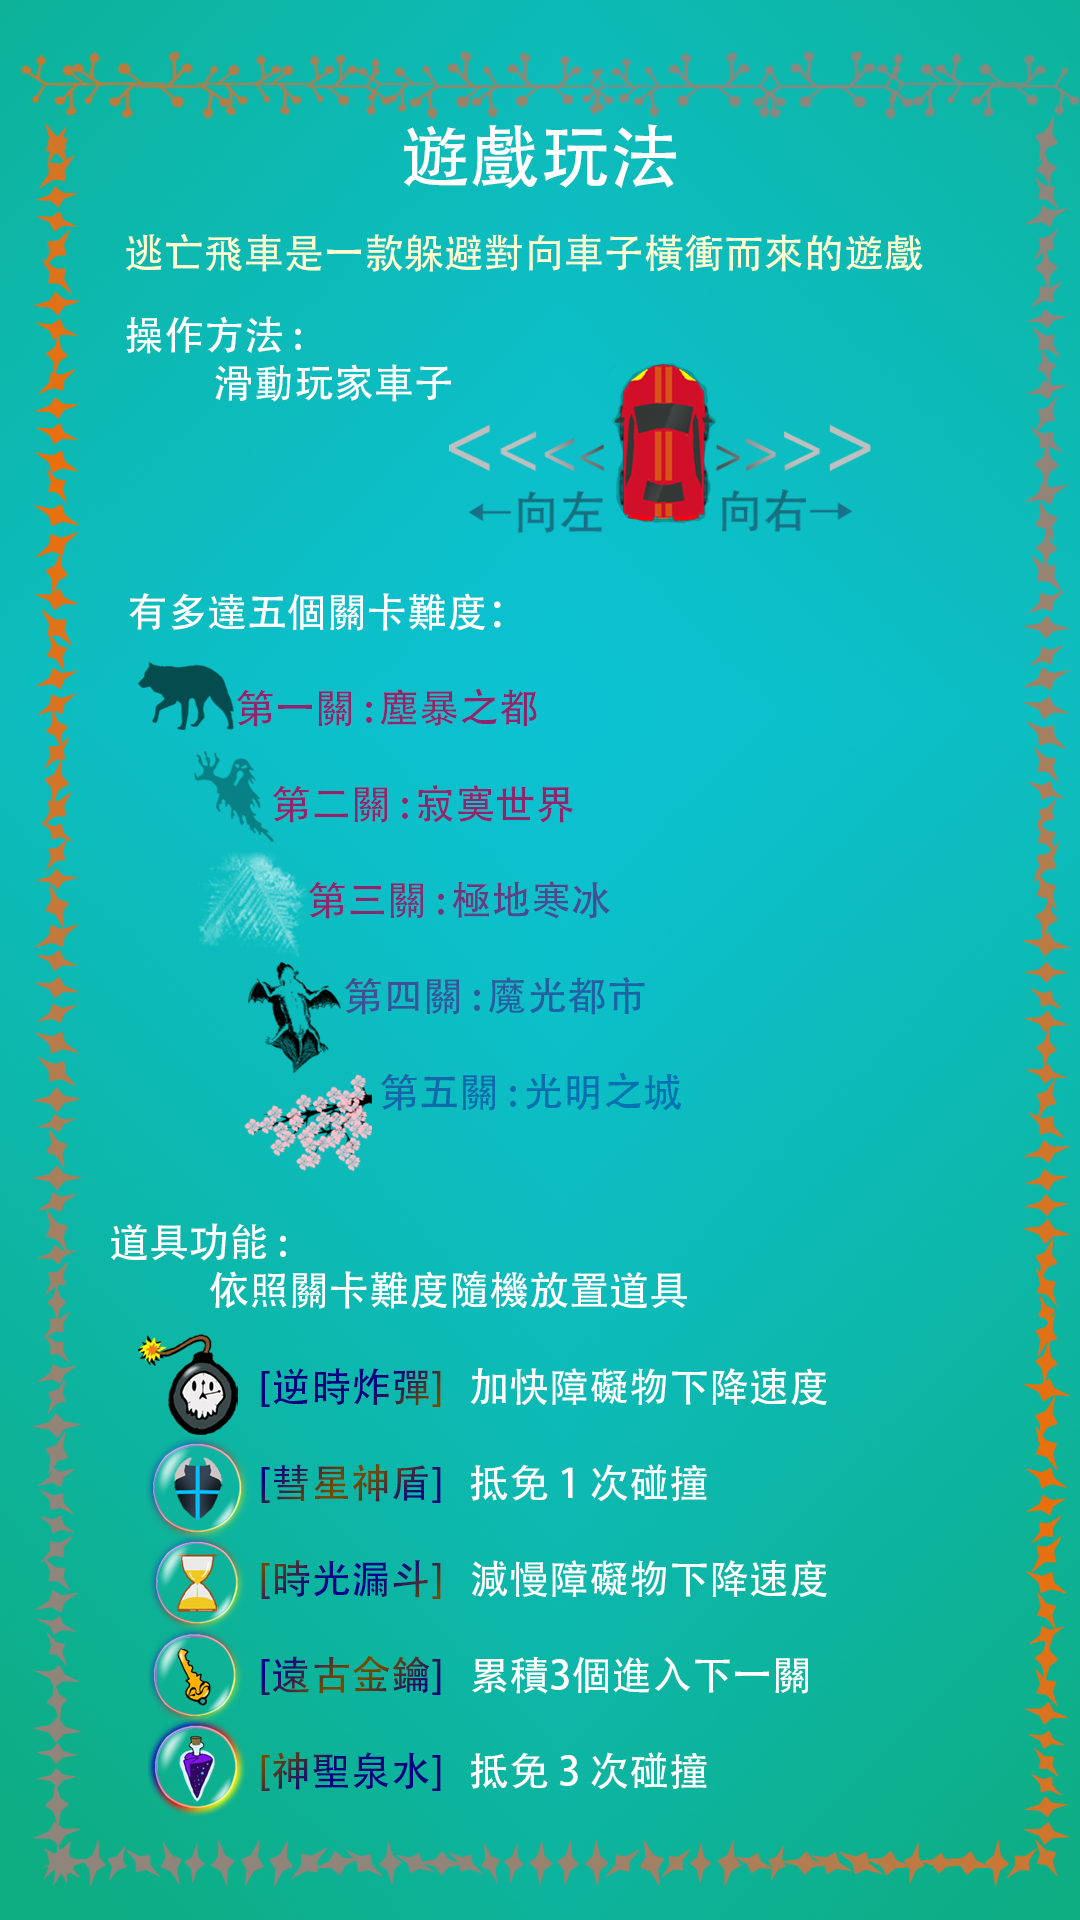 遊戲玩法
逃亡飛車是一款躲避對向車子橫衝而來的遊戲
操作方法:
滑動玩家車子
<<<< >>>>
←向左 向右→
有多達五個關卡難度:
第一關:塵暴之都
第二關:寂寞世界
第三關:極地寒冰
第四關:魔光都市
第五關:光明之城
道具功能:
依照關卡難度隨機放置道具
[逆時炸彈] 加快障礙物下降速度
[彗星神盾] 抵免 1 次碰撞
[時光漏斗] 減慢障礙物下降速度
[遠古金鑰] 累積3個進入下一關
[神聖泉水] 抵免 3 次碰撞